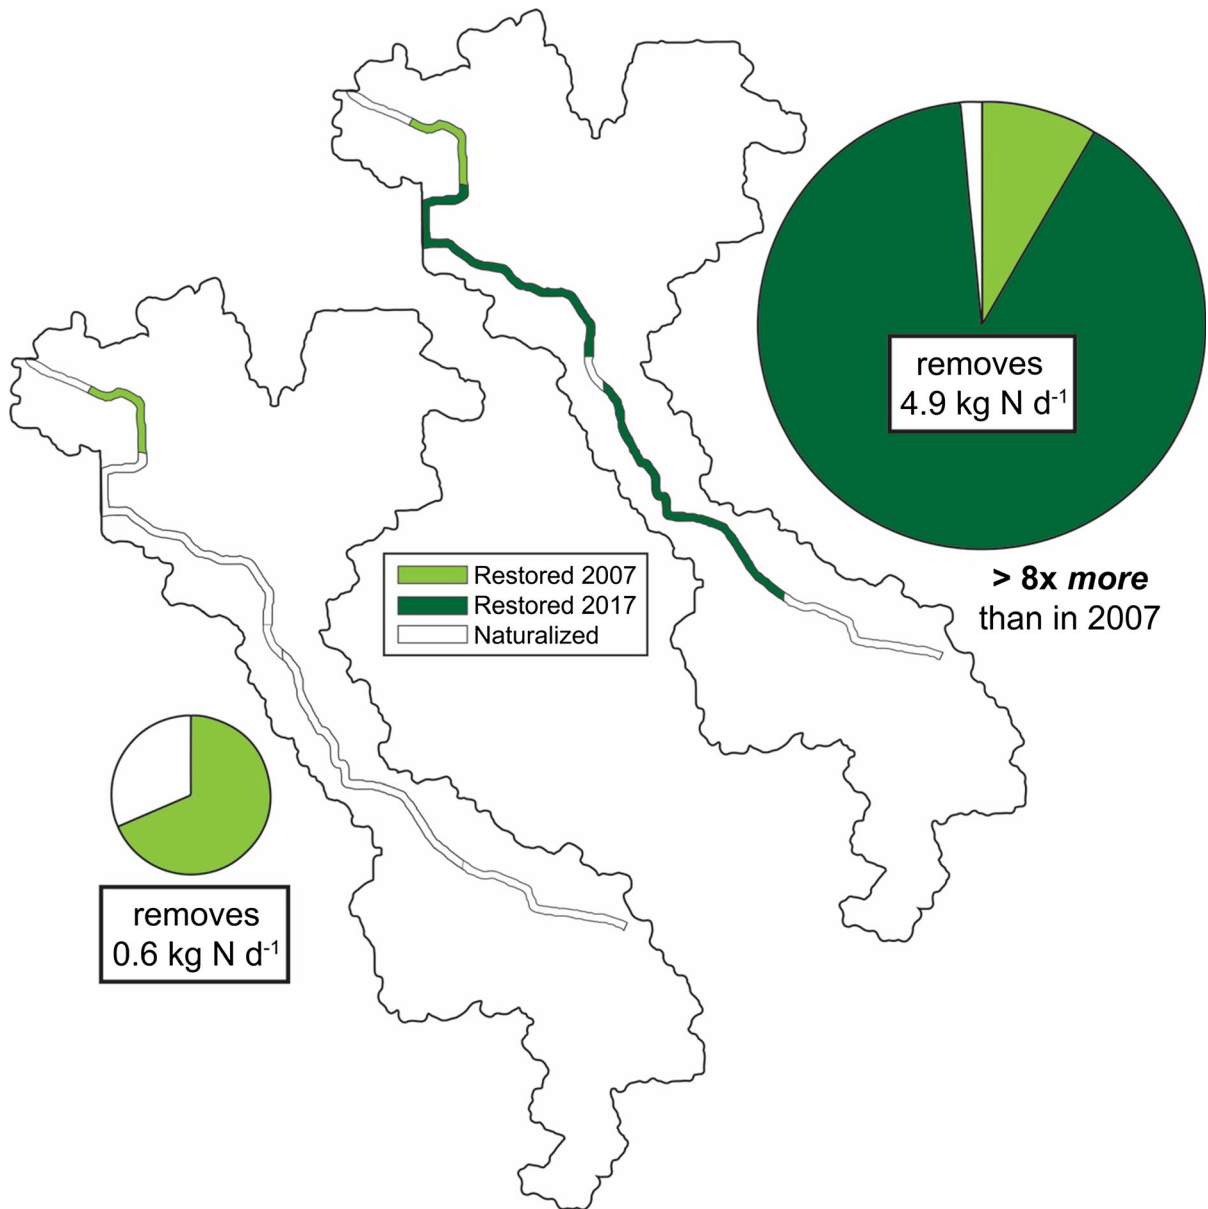 removes
4.9 kg N d⁻¹
> 8x more
than in 2007
Restored 2007
Restored 2017
Naturalized
removes
0.6 kg N d⁻¹